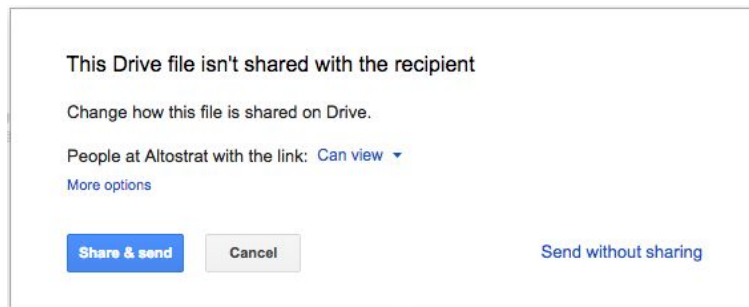 This Drive file isn't shared with the recipient
Change how this file is shared on Drive.
People at Altostrat with the link: Can view
More options
Share & send Cancel Send without sharing